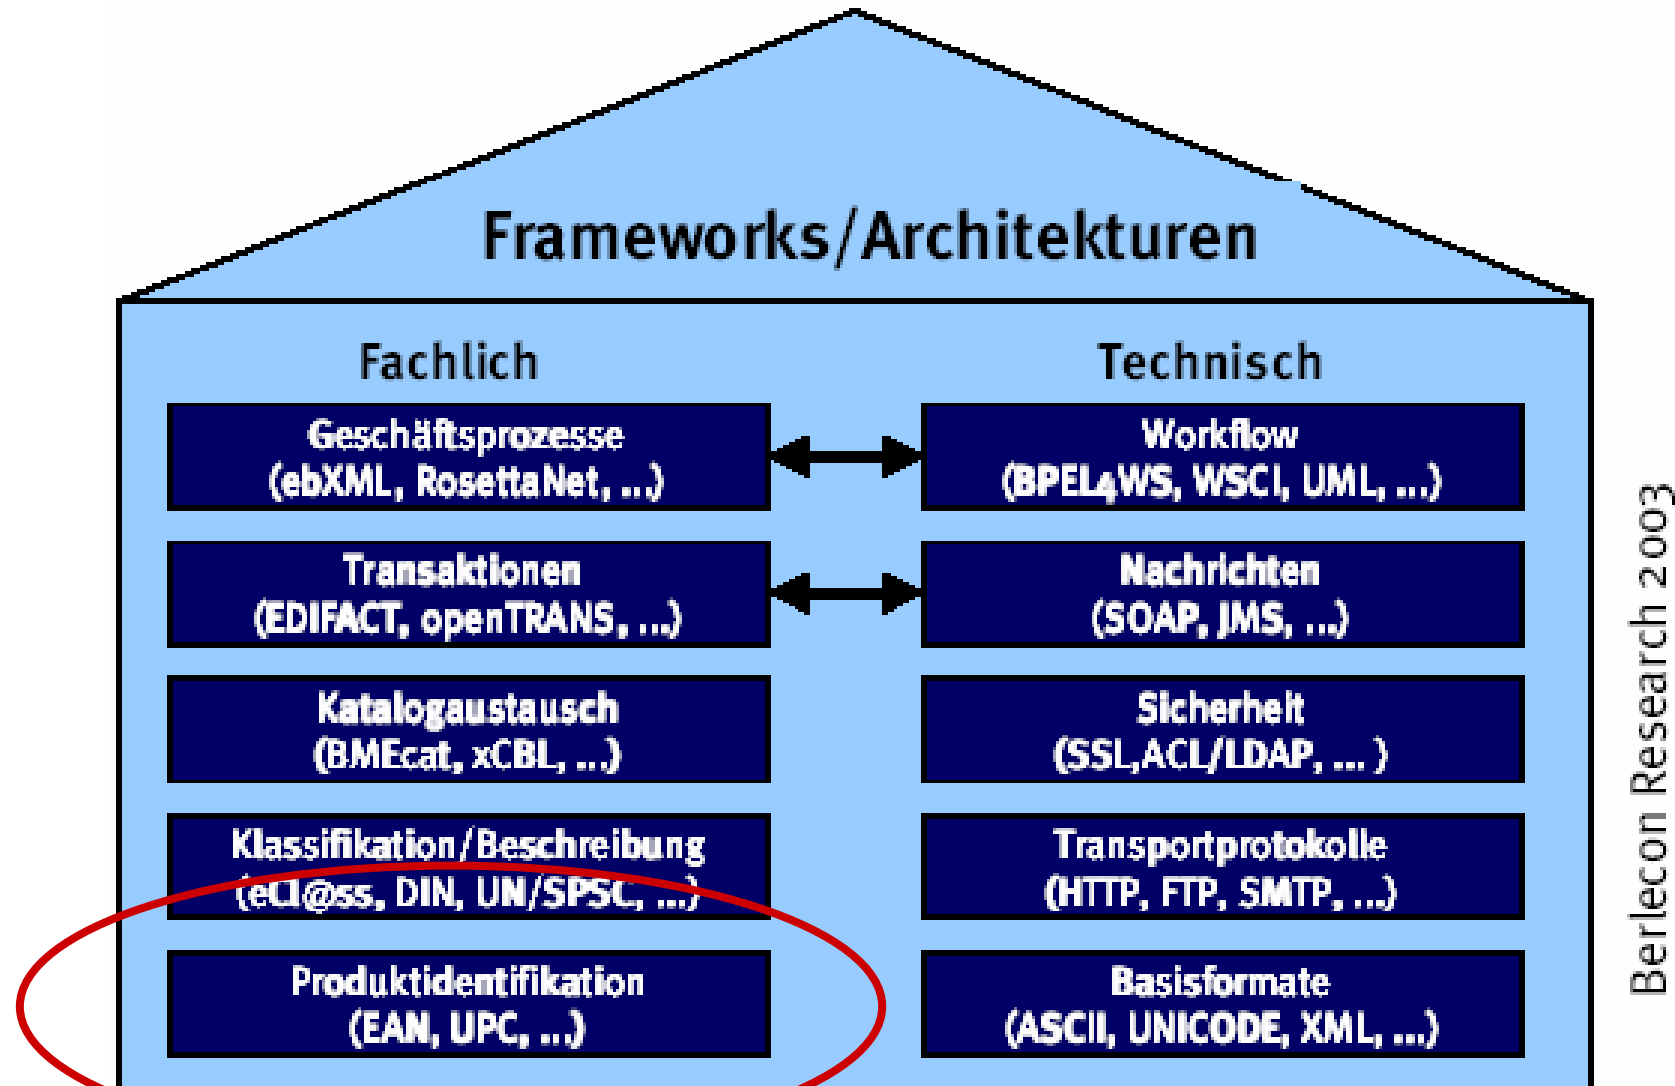 Frameworks/Architekturen
Fachlich
Geschäftsprozesse
(ebXML, RosettaNet, ...)
Transaktionen
(EDIFACT, openTRANS, ...)
Katalogaustausch
(BMEcat, xCBL, ...)
Klassifikation/Beschreibung
(eCl@ss, DIN, UN/SPSC, ...)
Produktidentifikation
(EAN, UPC, ...)
Technisch
Workflow
(BPEL4WS, WSCI, UML, ...)
Nachrichten
(SOAP, JMS, ...)
Sicherheit
(SSL,ACL/LDAP, ... )
Transportprotokolle
(HTTP, FTP, SMTP, ...)
Basisformate
(ASCII, UNICODE, XML, ...)
Berlecon Research 2003